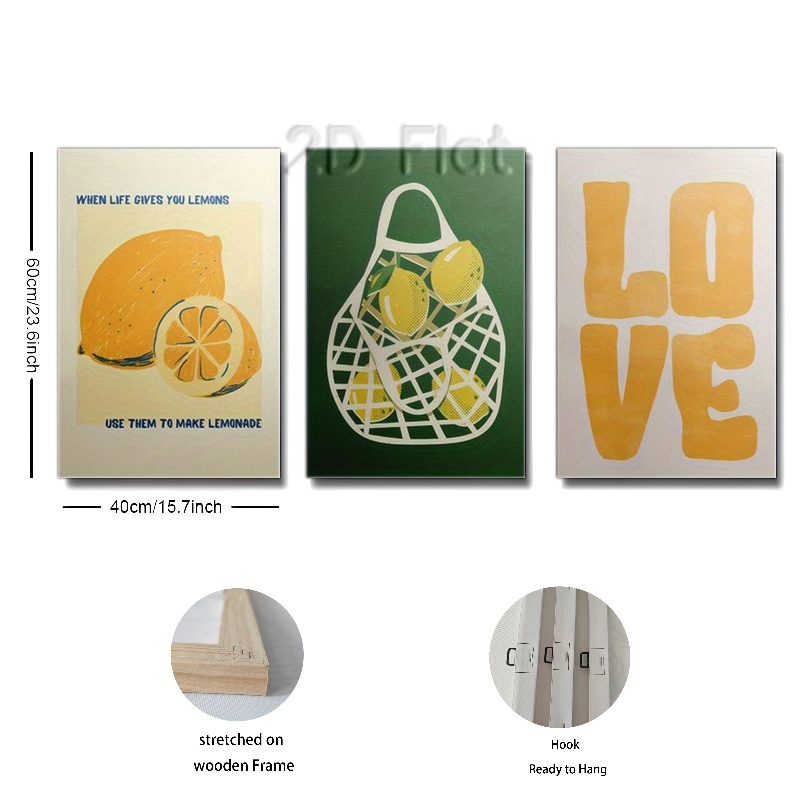 2D Flat
WHEN LIFE GIVES YOU LEMONS
USE THEM TO MAKE LEMONADE
LO
VE
60cm/23.6inch
40cm/15.7inch
stretched on
wooden Frame
Hook
Ready to Hang